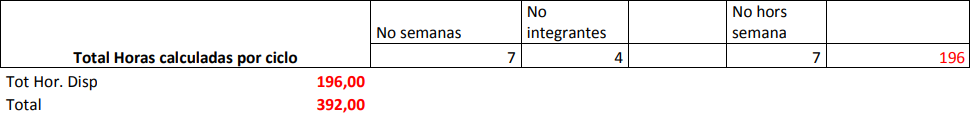 No semanas No integrantes No hors semana
Total Horas calculadas por ciclo 7 4 7 196
Tot Hor. Disp 196,00
Total 392,00